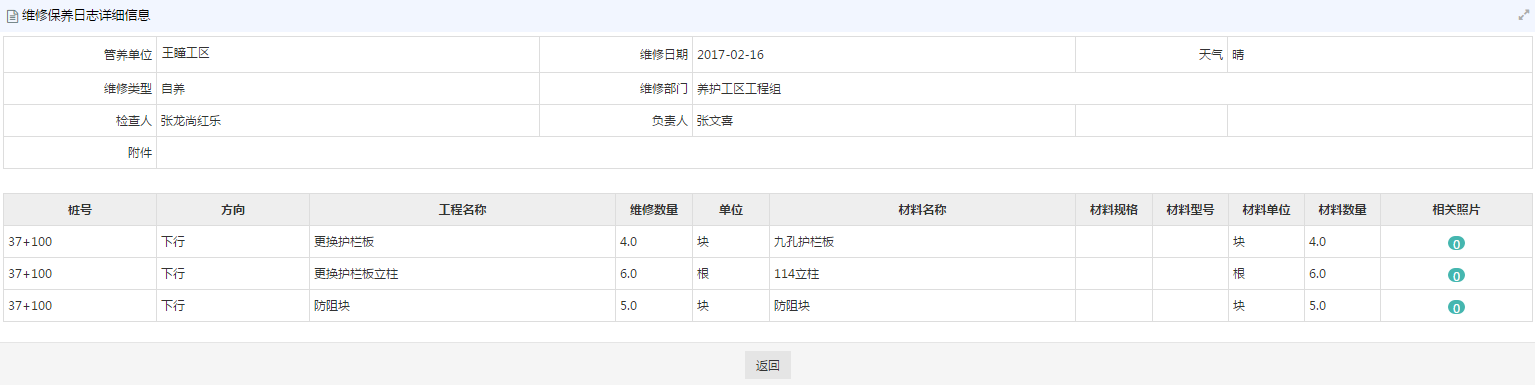 维修保养日志详细信息
管养单位 王瞳工区 维修日期 2017-02-16 天气 晴
维修类型 自养 维修部门 养护工区工程组
检查人 张龙尚红乐 负责人 张文喜
附件
桩号 方向 工程名称 维修数量 单位 材料名称 材料规格 材料型号 材料单位 材料数量 相关照片
37+100 下行 更换护栏板 4.0 块 九孔护栏板 块 4.0 0
37+100 下行 更换护栏板立柱 6.0 根 114立柱 根 6.0 0
37+100 下行 防阻块 5.0 块 防阻块 块 5.0 0
返回